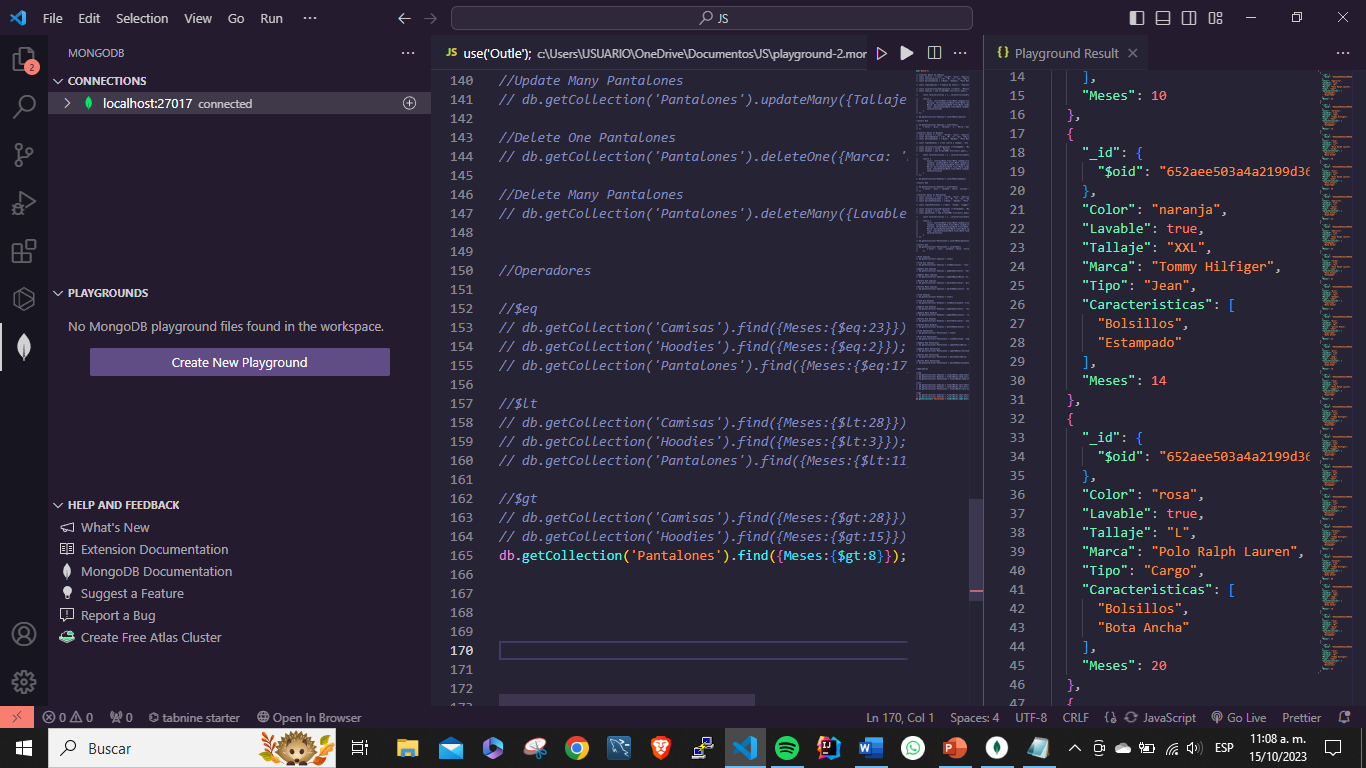 File Edit Selection View Go Run ··· JS
MONGODB
CONNECTIONS
localhost:27017 connected
PLAYGROUNDS
No MongoDB playground files found in the workspace.
Create New Playground
HELP AND FEEDBACK
What's New
Extension Documentation
MongoDB Documentation
Suggest a Feature
Report a Bug
Create Free Atlas Cluster
2
JS use('Outle'); c:\Users\USUARIO\OneDrive\Documentos\JS\playground-2.mor
140 //Update Many Pantalones
141 // db.getCollection('Pantalones').updateMany({Tallaje
142
143 //Delete One Pantalones
144 // db.getCollection('Pantalones').deleteOne({Marca: '
145
146 //Delete Many Pantalones
147 // db.getCollection('Pantalones').deleteMany({Lavable
148
149
150 //Operadores
151
152 //$eq
153 // db.getCollection('Camisas').find({Meses:{$eq:23}})
154 // db.getCollection('Hoodies').find({Meses:{$eq:2}});
155 // db.getCollection('Pantalones').find({Meses:{$eq:17
156
157 //$lt
158 // db.getCollection('Camisas').find({Meses:{$lt:28}})
159 // db.getCollection('Hoodies').find({Meses:{$lt:3}});
160 // db.getCollection('Pantalones').find({Meses:{$lt:11
161
162 //$gt
163 // db.getCollection('Camisas').find({Meses:{$gt:28}})
164 // db.getCollection('Hoodies').find({Meses:{$gt:15}})
165 db.getCollection('Pantalones').find({Meses:{$gt:8}});
166
167
168
169
170
171
172
{} Playground Result
14 ],
15 "Meses": 10
16 },
17 {
18 "_id": {
19 "$oid": "652aee503a4a2199d36
20 },
21 "Color": "naranja",
22 "Lavable": true,
23 "Tallaje": "XXL",
24 "Marca": "Tommy Hilfiger",
25 "Tipo": "Jean",
26 "Caracteristicas": [
27 "Bolsillos",
28 "Estampado"
29 ],
30 "Meses": 14
31 },
32 {
33 "_id": {
34 "$oid": "652aee503a4a2199d36
35 },
36 "Color": "rosa",
37 "Lavable": true,
38 "Tallaje": "L",
39 "Marca": "Polo Ralph Lauren",
40 "Tipo": "Cargo",
41 "Caracteristicas": [
42 "Bolsillos",
43 "Bota Ancha"
44 ],
45 "Meses": 20
46 },
47 {
0 0 0 tabnine starter Open In Browser Ln 170, Col 1 Spaces: 4 UTF-8 CRLF {} JavaScript Go Live Prettier
Buscar ESP 11:08 a. m.
15/10/2023